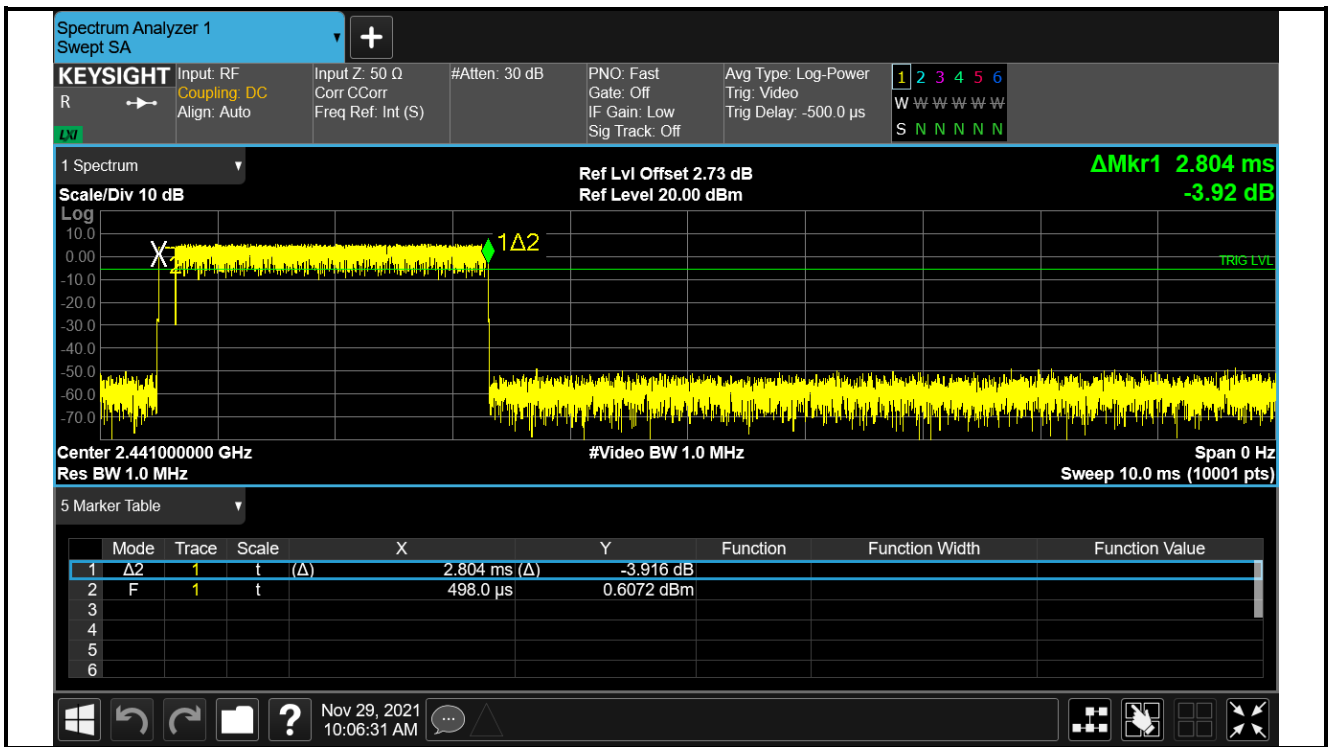 Spectrum Analyzer 1
Swept SA
+
KEYSIGHT
R
LXI
Input: RF
Coupling: DC
Align: Auto
Input Z: 50 Ω
Corr CCorr
Freq Ref: Int (S)
#Atten: 30 dB
PNO: Fast
Gate: Off
IF Gain: Low
Sig Track: Off
Avg Type: Log-Power
Trig: Video
Trig Delay: -500.0 µs
1 2 3 4 5 6
W W W W W W
S N N N N N
1 Spectrum
Scale/Div 10 dB
Ref Lvl Offset 2.73 dB
Ref Level 20.00 dBm
ΔMkr1 2.804 ms
-3.92 dB
Log
10.0
0.00
-10.0
-20.0
-30.0
-40.0
-50.0
-60.0
-70.0
X
2
1Δ2
TRIG LVL
Center 2.441000000 GHz
Res BW 1.0 MHz
#Video BW 1.0 MHz
Span 0 Hz
Sweep 10.0 ms (10001 pts)
5 Marker Table
Mode Trace Scale X Y Function Function Width Function Value
1 Δ2 1 t (Δ) 2.804 ms (Δ) -3.916 dB
2 F 1 t 498.0 µs 0.6072 dBm
3
4
5
6
?
Nov 29, 2021
10:06:31 AM